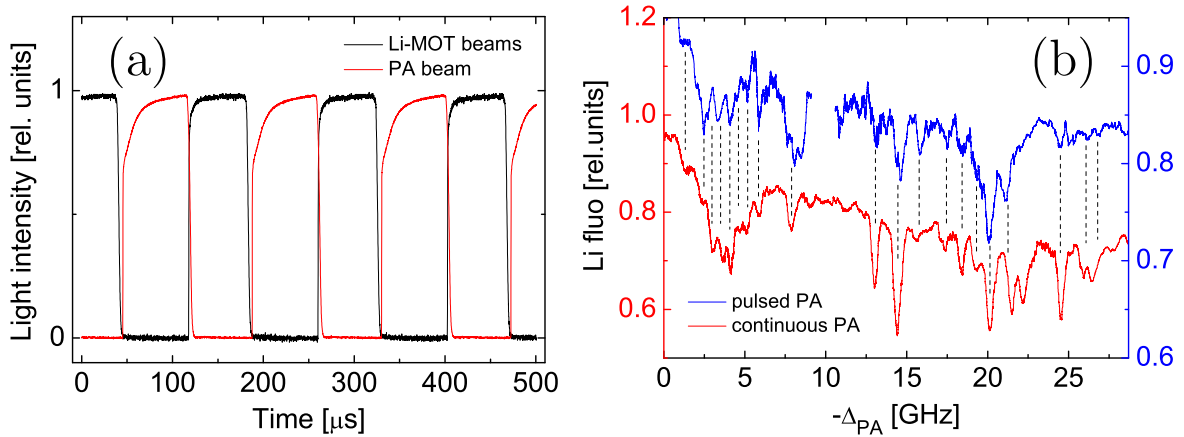 (a)
Li-MOT beams
PA beam
Light intensity [rel. units]
1
0
0 100 200 300 400 500
Time [μs]
(b)
Li fluo [rel.units]
1.2
1.0
0.8
0.6
0.9
0.8
0.7
0.6
pulsed PA
continuous PA
0 5 10 15 20 25
-Δ_PA [GHz]